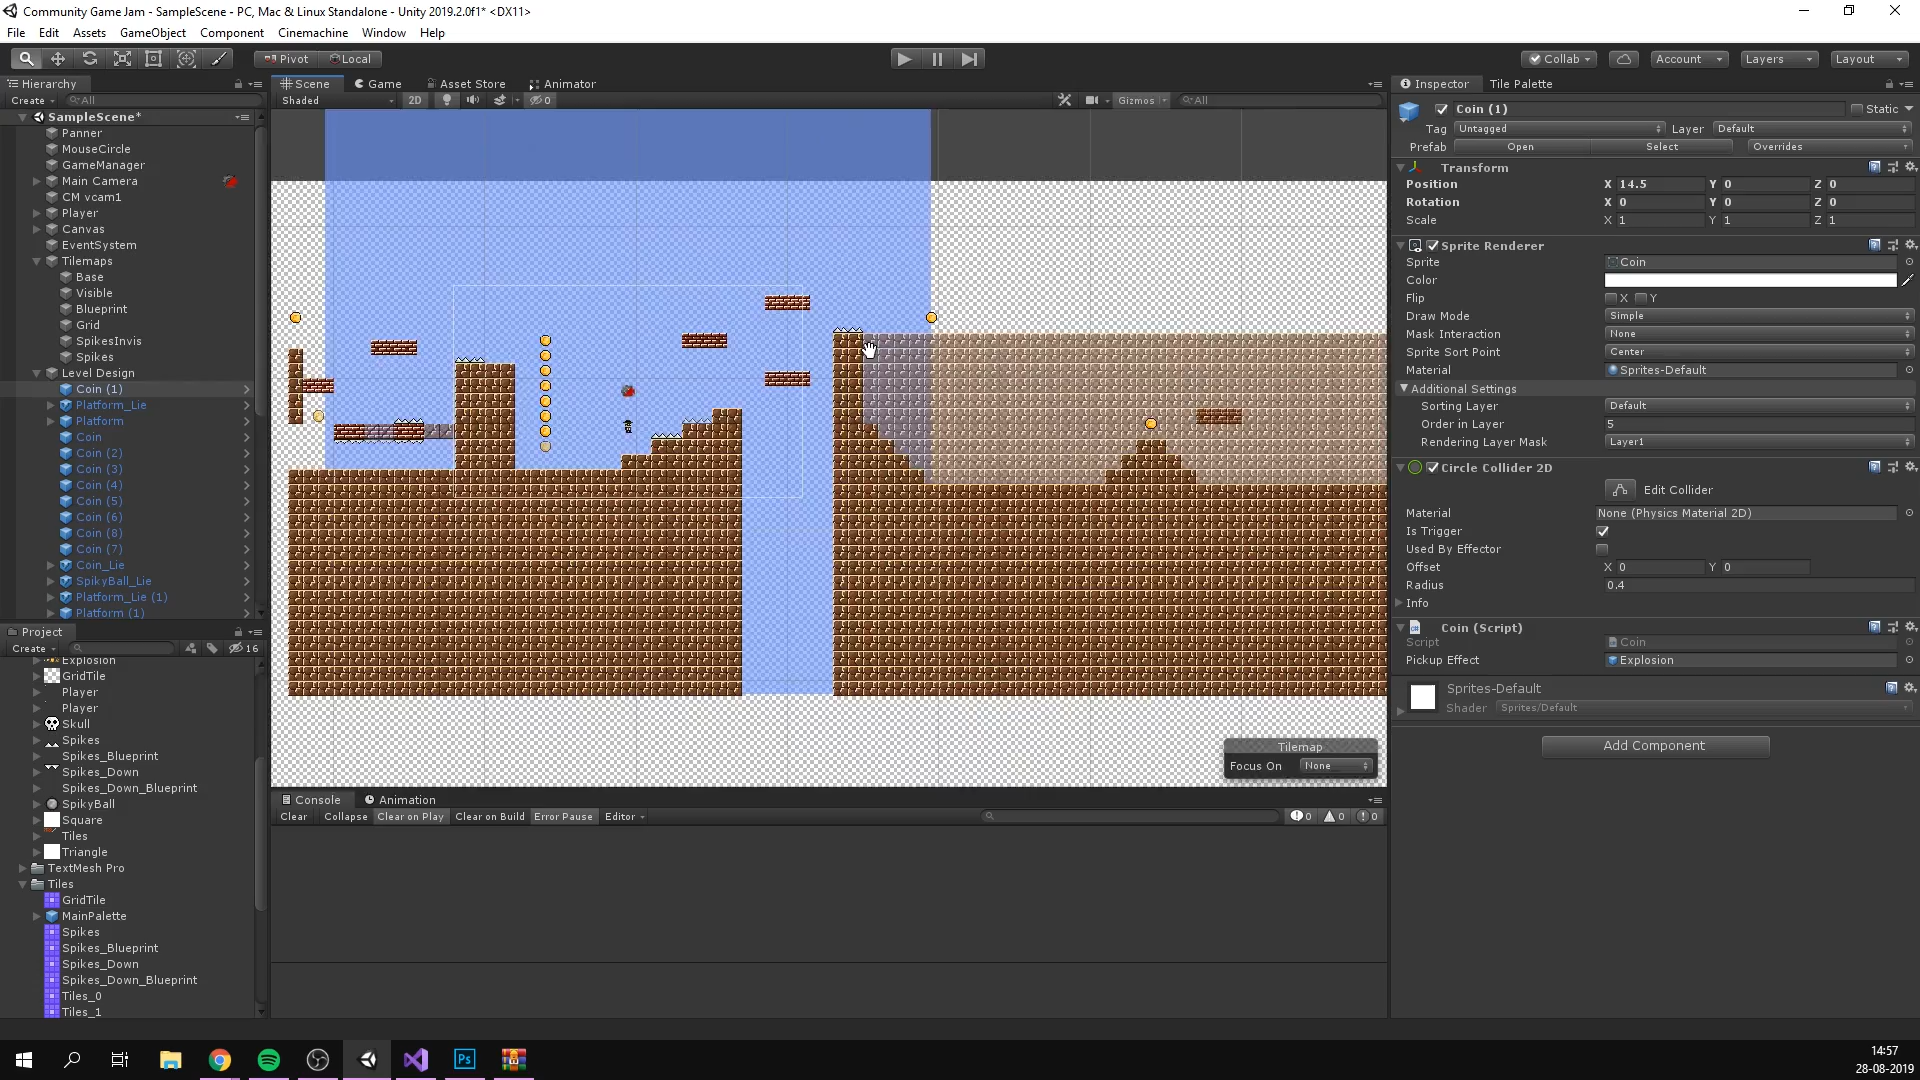 Community Game Jam - SampleScene - PC, Mac & Linux Standalone - Unity 2019.2.0f1* <DX11>
File Edit Assets GameObject Component Cinemachine Window Help
Pivot Local Collab Account Layers Layout
Hierarchy
Create All
SampleScene*
Panner
MouseCircle
GameManager
Main Camera
CM vcam1
Player
Canvas
EventSystem
Tilemaps
Base
Visible
Blueprint
Grid
SpikesInvis
Spikes
Level Design
Coin (1)
Platform_Lie
Platform
Coin
Coin (2)
Coin (3)
Coin (4)
Coin (5)
Coin (6)
Coin (8)
Coin (7)
Coin_Lie
SpikyBall_Lie
Platform_Lie (1)
Platform (1)
Project
Create 16
Explosion
GridTile
Player
Player
Skull
Spikes
Spikes_Blueprint
Spikes_Down
Spikes_Down_Blueprint
SpikyBall
Square
Tiles
Triangle
TextMesh Pro
Tiles
GridTile
MainPalette
Spikes
Spikes_Blueprint
Spikes_Down
Spikes_Down_Blueprint
Tiles_0
Tiles_1
Scene Game Asset Store Animator
Shaded 2D 0 Gizmos All
Tilemap
Focus On None
Console Animation
Clear Collapse Clear on Play Clear on Build Error Pause Editor 0 0 0
Inspector Tile Palette
Coin (1) Static
Tag Untagged Layer Default
Prefab Open Select Overrides
Transform
Position X 14.5 Y 0 Z 0
Rotation X 0 Y 0 Z 0
Scale X 1 Y 1 Z 1
Sprite Renderer
Sprite Coin
Color
Flip X Y
Draw Mode Simple
Mask Interaction None
Sprite Sort Point Center
Material Sprites-Default
Additional Settings
Sorting Layer Default
Order in Layer 5
Rendering Layer Mask Layer1
Circle Collider 2D
Edit Collider
Material None (Physics Material 2D)
Is Trigger
Used By Effector
Offset X 0 Y 0
Radius 0.4
Info
Coin (Script)
Script Coin
Pickup Effect Explosion
Sprites-Default
Shader Sprites/Default
Add Component
Ps
14:57
28-08-2019